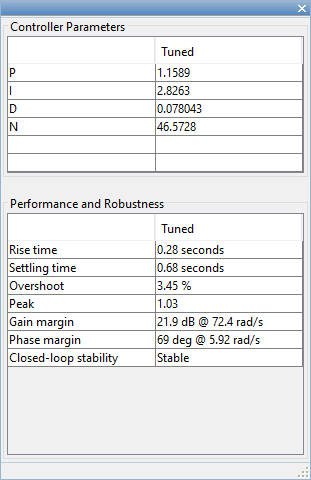 Controller Parameters
Tuned
P 1.1589
I 2.8263
D 0.078043
N 46.5728
Performance and Robustness
Tuned
Rise time 0.28 seconds
Settling time 0.68 seconds
Overshoot 3.45 %
Peak 1.03
Gain margin 21.9 dB @ 72.4 rad/s
Phase margin 69 deg @ 5.92 rad/s
Closed-loop stability Stable